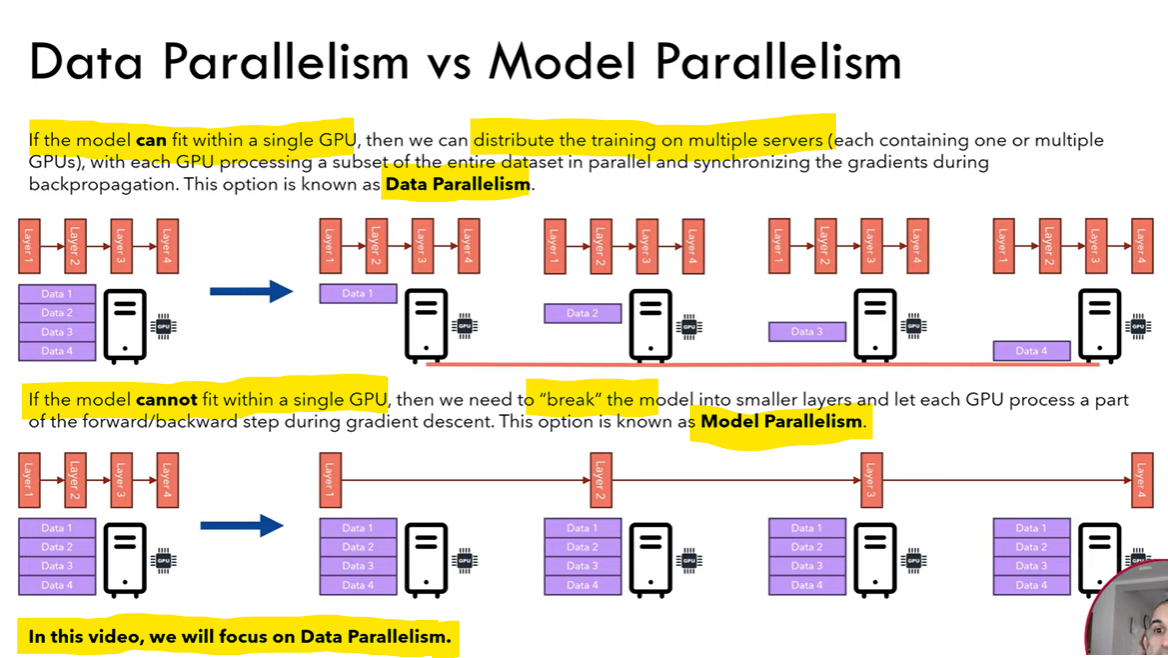 Data Parallelism vs Model Parallelism
If the model can fit within a single GPU, then we can distribute the training on multiple servers (each containing one or multiple
GPUs), with each GPU processing a subset of the entire dataset in parallel and synchronizing the gradients during
backpropagation. This option is known as Data Parallelism.
Layer 1 Layer 2 Layer 3 Layer 4 Layer 1 Layer 2 Layer 3 Layer 4 Layer 1 Layer 2 Layer 3 Layer 4 Layer 1 Layer 2 Layer 3 Layer 4 Layer 1 Layer 2 Layer 3 Layer 4
Data 1 Data 1
Data 2 Data 2
Data 3 GPU GPU GPU GPU GPU Data 3
Data 4 Data 4
If the model cannot fit within a single GPU, then we need to “break” the model into smaller layers and let each GPU process a part
of the forward/backward step during gradient descent. This option is known as Model Parallelism.
Layer 1 Layer 2 Layer 3 Layer 4 Layer 1 Layer 2 Layer 3 Layer 4
Data 1 Data 1 Data 1 Data 1 Data 1
Data 2 Data 2 Data 2 Data 2 Data 2
Data 3 GPU Data 3 GPU Data 3 GPU Data 3 GPU Data 3 GPU
Data 4 Data 4 Data 4 Data 4 Data 4
In this video, we will focus on Data Parallelism.